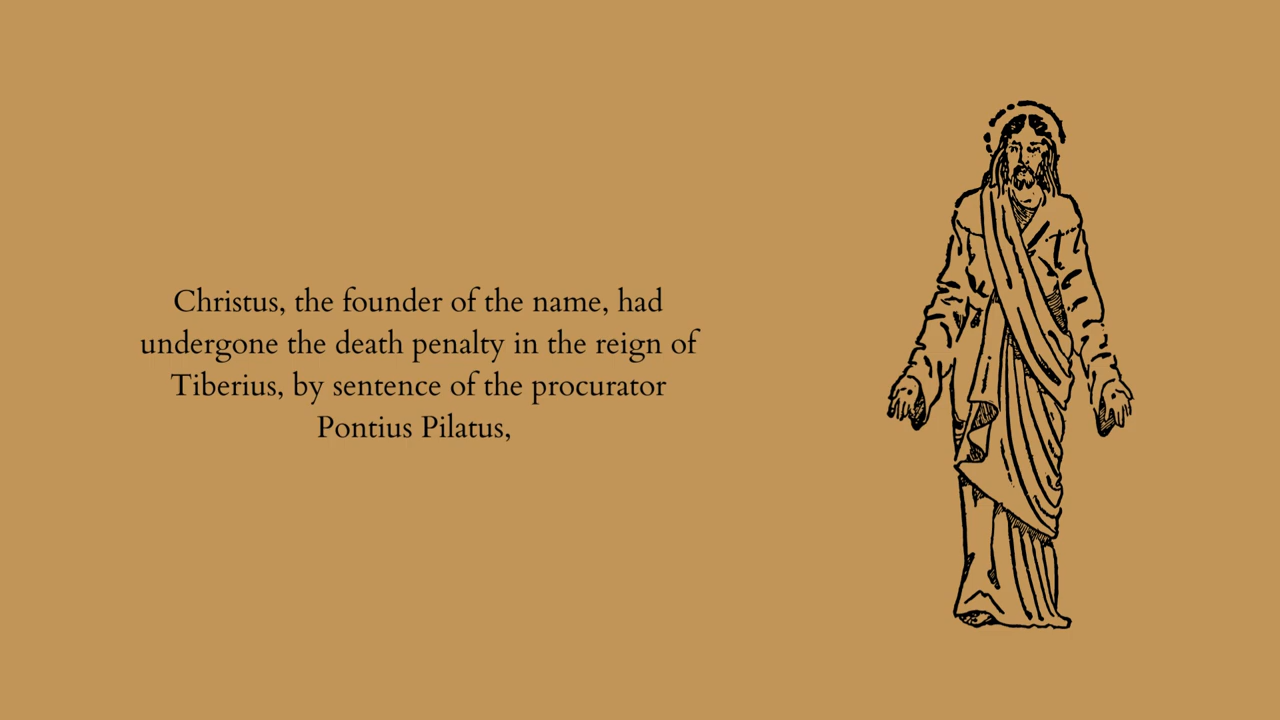 Christus, the founder of the name, had
undergone the death penalty in the reign of
Tiberius, by sentence of the procurator
Pontius Pilatus,